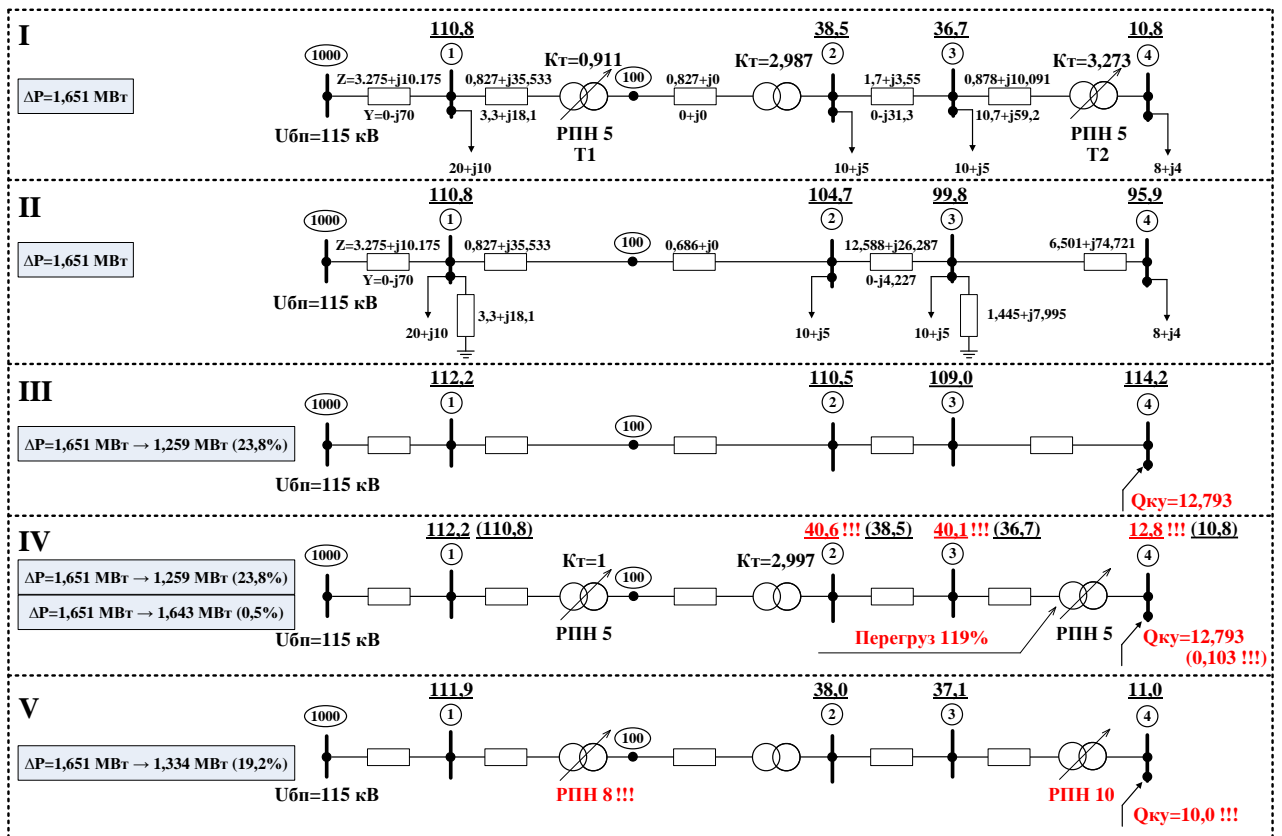 I
110,8
38,5
36,7
10,8
1000
1
Кт=0,911
100
Кт=2,987
2
3
Кт=3,273
4
ΔP=1,651 МВт
Z=3.275+j10.175
0,827+j35,533
0,827+j0
1,7+j3,55
0,878+j10,091
Y=0-j70
3,3+j18,1
0+j0
0-j31,3
10,7+j59,2
Uбп=115 кВ
РПН 5
Т1
РПН 5
Т2
20+j10
10+j5
10+j5
8+j4
II
110,8
104,7
99,8
95,9
1000
1
100
2
3
4
ΔP=1,651 МВт
Z=3.275+j10.175
0,827+j35,533
0,686+j0
12,588+j26,287
6,501+j74,721
Y=0-j70
0-j4,227
Uбп=115 кВ
20+j10
3,3+j18,1
10+j5
10+j5
1,445+j7,995
8+j4
III
112,2
110,5
109,0
114,2
1000
1
100
2
3
4
ΔP=1,651 МВт → 1,259 МВт (23,8%)
Uбп=115 кВ
Qку=12,793
IV
112,2 (110,8)
40,6 !!! (38,5)
40,1 !!! (36,7)
12,8 !!! (10,8)
1000
1
Кт=1
100
Кт=2,997
2
3
4
ΔP=1,651 МВт → 1,259 МВт (23,8%)
ΔP=1,651 МВт → 1,643 МВт (0,5%)
Uбп=115 кВ
РПН 5
Перегруз 119%
РПН 5
Qку=12,793
(0,103 !!!)
V
111,9
38,0
37,1
11,0
1000
1
100
2
3
4
ΔP=1,651 МВт → 1,334 МВт (19,2%)
Uбп=115 кВ
РПН 8 !!!
РПН 10
Qку=10,0 !!!